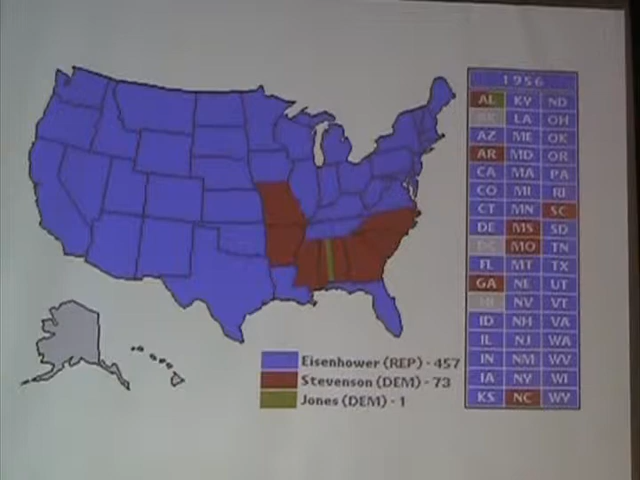 1956
AL KY ND
AK LA OH
AZ ME OK
AR MD OR
CA MA PA
CO MI RI
CT MN SC
DE MS SD
DC MO TN
FL MT TX
GA NE UT
HI NV VT
ID NH VA
IL NJ WA
IN NM WV
IA NY WI
KS NC WY
Eisenhower (REP) - 457
Stevenson (DEM) - 73
Jones (DEM) - 1